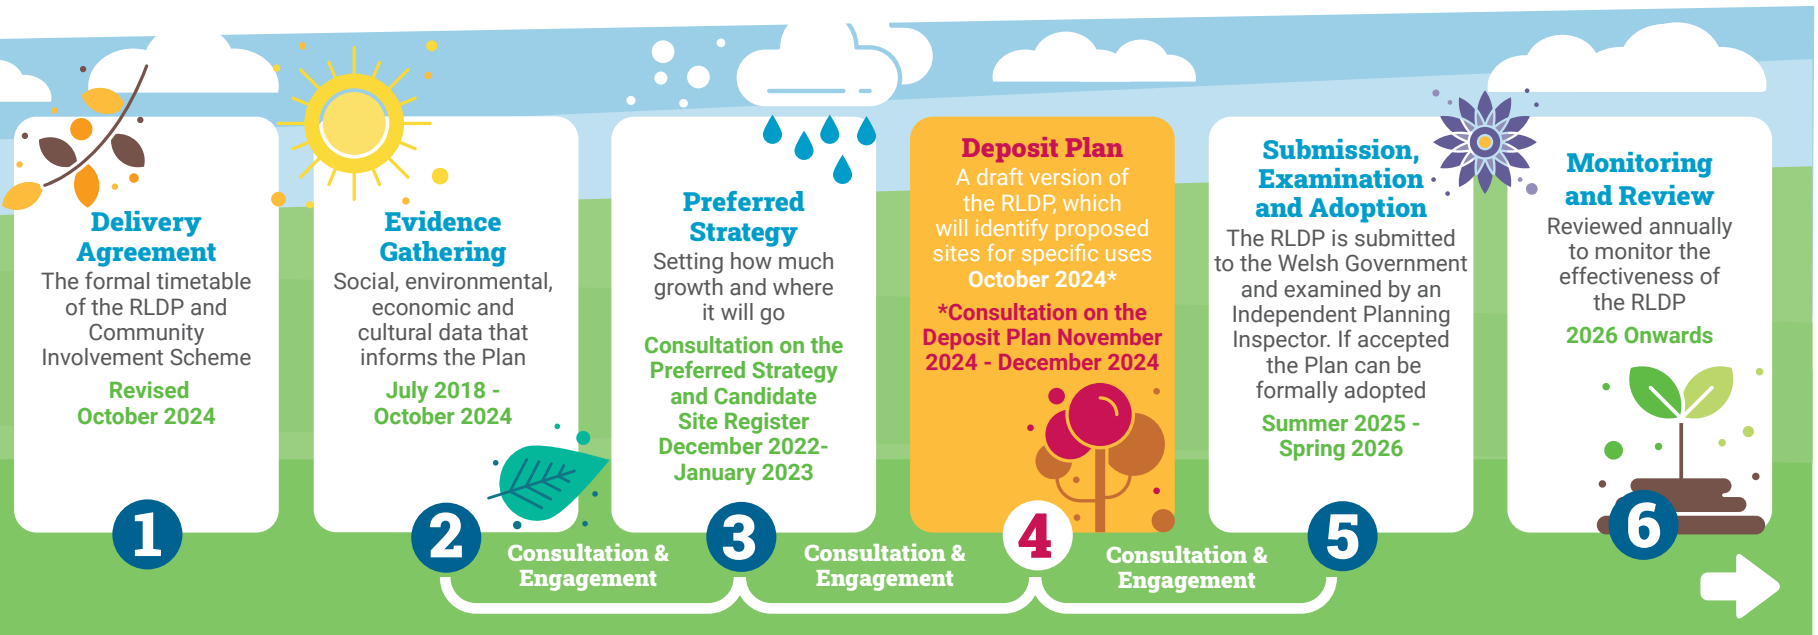 Delivery
Agreement
The formal timetable
of the RLDP and
Community
Involvement Scheme
Revised
October 2024
1
Evidence
Gathering
Social, environmental,
economic and
cultural data that
informs the Plan
July 2018 -
October 2024
2
Preferred
Strategy
Setting how much
growth and where
it will go
Consultation on the
Preferred Strategy
and Candidate
Site Register
December 2022-
January 2023
3
Deposit Plan
A draft version of
the RLDP, which
will identify proposed
sites for specific uses
October 2024*
*Consultation on the
Deposit Plan November
2024 - December 2024
4
Submission,
Examination
and Adoption
The RLDP is submitted
to the Welsh Government
and examined by an
Independent Planning
Inspector. If accepted
the Plan can be
formally adopted
Summer 2025 -
Spring 2026
5
Monitoring
and Review
Reviewed annually
to monitor the
effectiveness of
the RLDP
2026 Onwards
6
Consultation &
Engagement
Consultation &
Engagement
Consultation &
Engagement